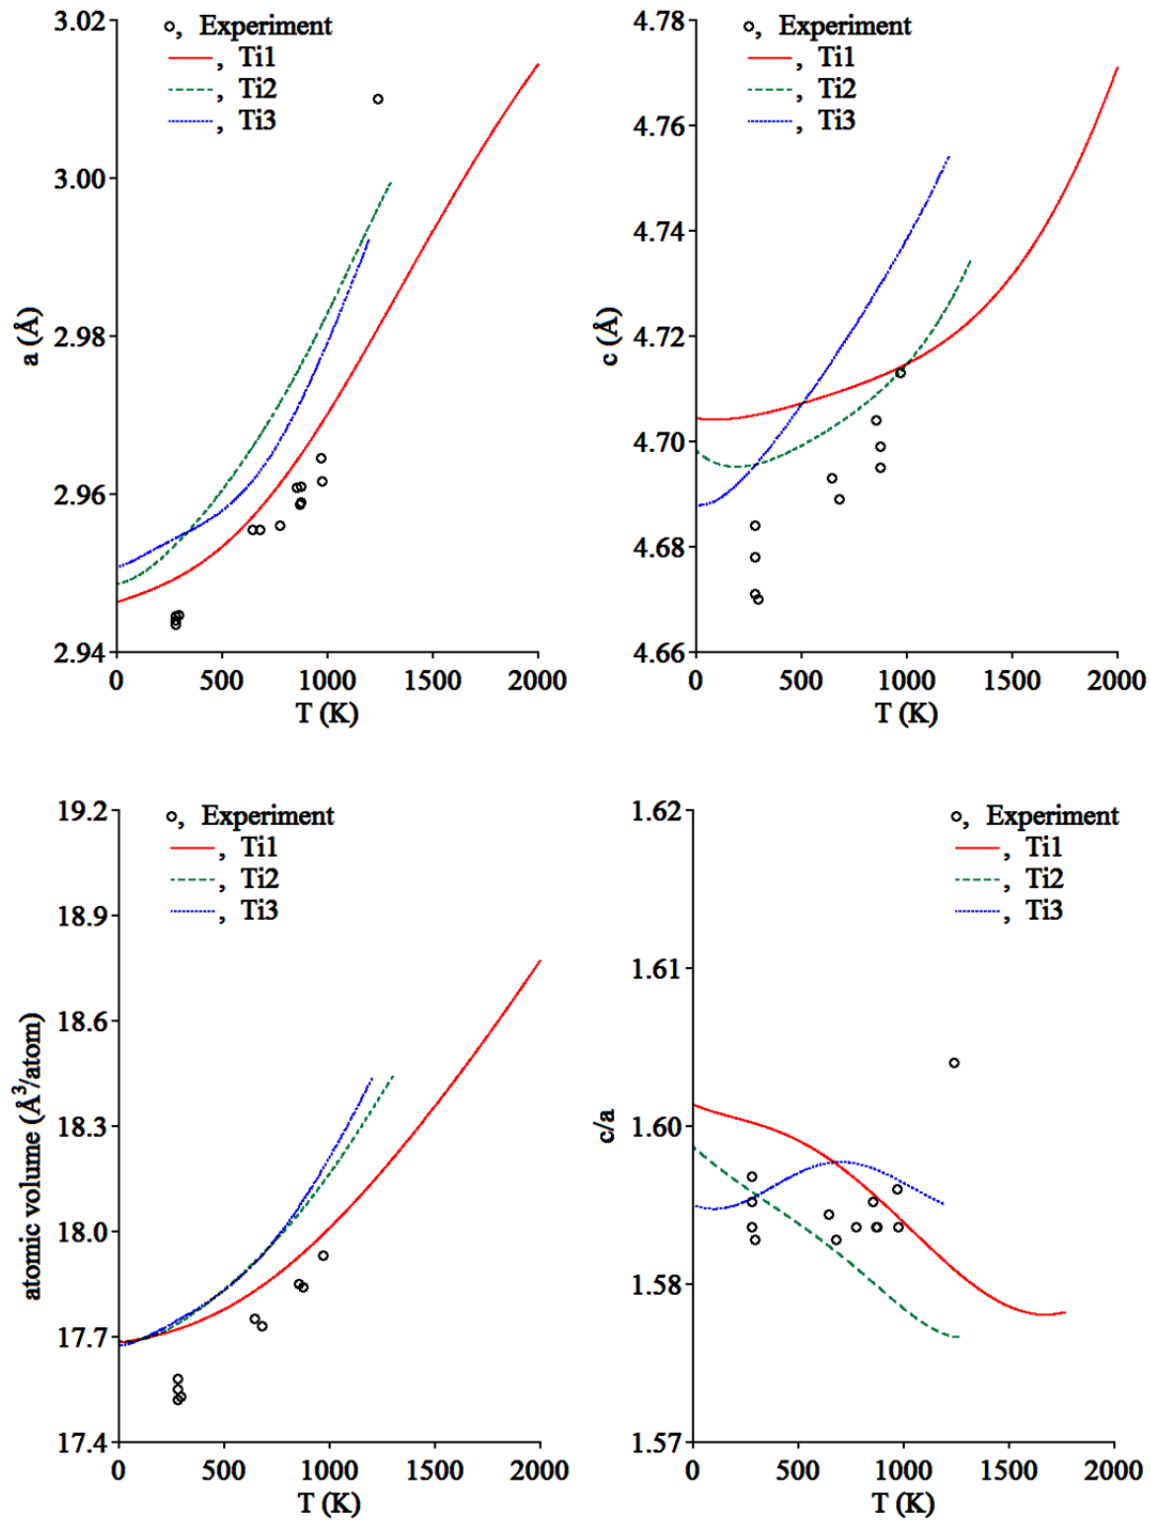 3.02
3.00
2.98
2.96
2.94
a (Å)
○, Experiment
, Ti1
, Ti2
, Ti3
0 500 1000 1500 2000
T (K)
4.78
4.76
4.74
4.72
4.70
4.68
4.66
c (Å)
○, Experiment
, Ti1
, Ti2
, Ti3
0 500 1000 1500 2000
T (K)
19.2
18.9
18.6
18.3
18.0
17.7
17.4
atomic volume (Å³/atom)
○, Experiment
, Ti1
, Ti2
, Ti3
0 500 1000 1500 2000
T (K)
1.62
1.61
1.60
1.58
1.57
c/a
○, Experiment
, Ti1
, Ti2
, Ti3
0 500 1000 1500 2000
T (K)